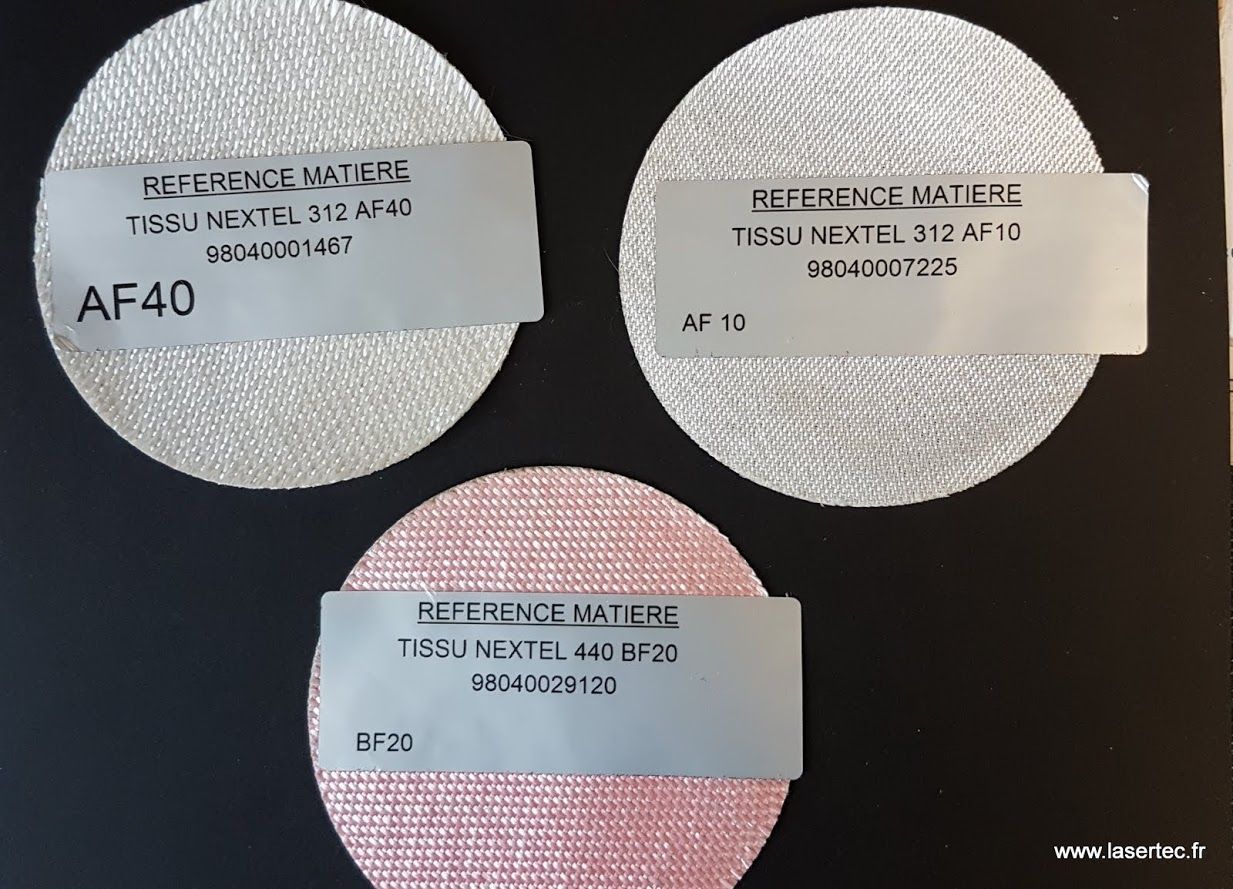 REFERENCE MATIERE
TISSU NEXTEL 312 AF40
98040001467
AF40
REFERENCE MATIERE
TISSU NEXTEL 312 AF10
98040007225
AF 10
REFERENCE MATIERE
TISSU NEXTEL 440 BF20
98040029120
BF20
www.lasertec.fr